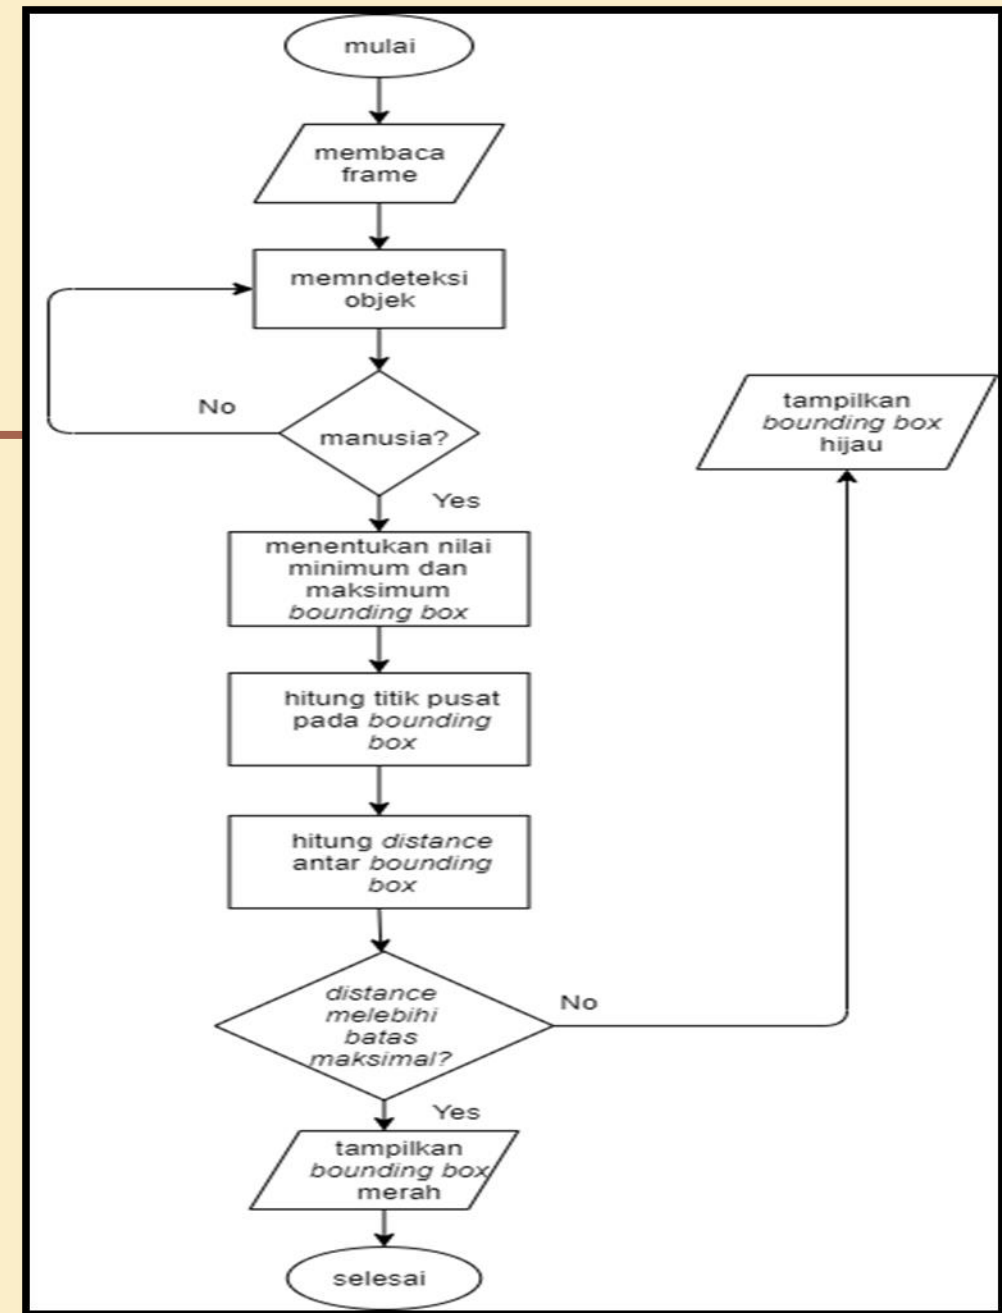 mulai
membaca
frame
memndeteksi
objek
No
manusia?
Yes
menentukan nilai
minimum dan
maksimum
bounding box
hitung titik pusat
pada bounding
box
hitung distance
antar bounding
box
distance
melebihi
batas
maksimal?
No
tampilkan
bounding box
hijau
Yes
tampilkan
bounding box
merah
selesai